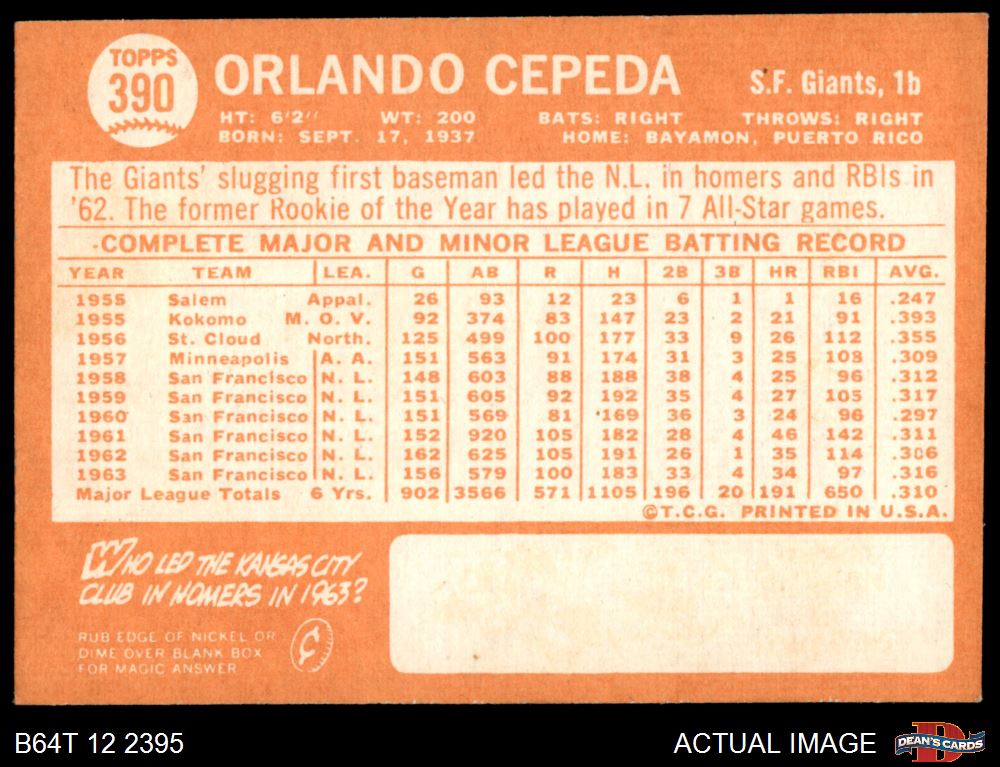 TOPPS
390
ORLANDO CEPEDA
S.F. Giants, 1b
HT: 6'2'' WT: 200 BATS: RIGHT THROWS: RIGHT
BORN: SEPT. 17, 1937 HOME: BAYAMON, PUERTO RICO
The Giants' slugging first baseman led the N.L. in homers and RBIs in
'62. The former Rookie of the Year has played in 7 All-Star games.
COMPLETE MAJOR AND MINOR LEAGUE BATTING RECORD
YEAR TEAM LEA. G AB R H 2B 3B HR RBI AVG.
1955 Salem Appal. 26 93 12 23 6 1 1 16 .247
1955 Kokomo M. O. V. 92 374 83 147 23 2 21 91 .393
1956 St. Cloud North. 125 499 100 177 33 9 26 112 .355
1957 Minneapolis A. A. 151 563 91 174 31 3 25 108 .309
1958 San Francisco N. L. 148 603 88 188 38 4 25 96 .312
1959 San Francisco N. L. 151 605 92 192 35 4 27 105 .317
1960 San Francisco N. L. 151 569 81 169 36 3 24 96 .297
1961 San Francisco N. L. 152 920 105 182 28 4 46 142 .311
1962 San Francisco N. L. 162 625 105 191 26 1 35 114 .306
1963 San Francisco N. L. 156 579 100 183 33 4 34 97 .316
Major League Totals 6 Yrs. 902 3566 571 1105 196 20 191 650 .310
©T.C.G. PRINTED IN U.S.A.
WHO LED THE KANSAS CITY
CLUB IN HOMERS IN 1963?
RUB EDGE OF NICKEL OR
DIME OVER BLANK BOX
FOR MAGIC ANSWER
¢
B64T 12 2395
ACTUAL IMAGE
D
DEAN'S CARDS